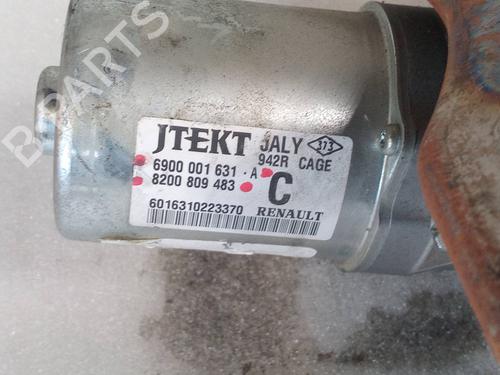 B-PARTS
JTEKT JALY 373
942R CAGE
6900 001 631 - A
8200 809 483 C
6016310223370 RENAULT